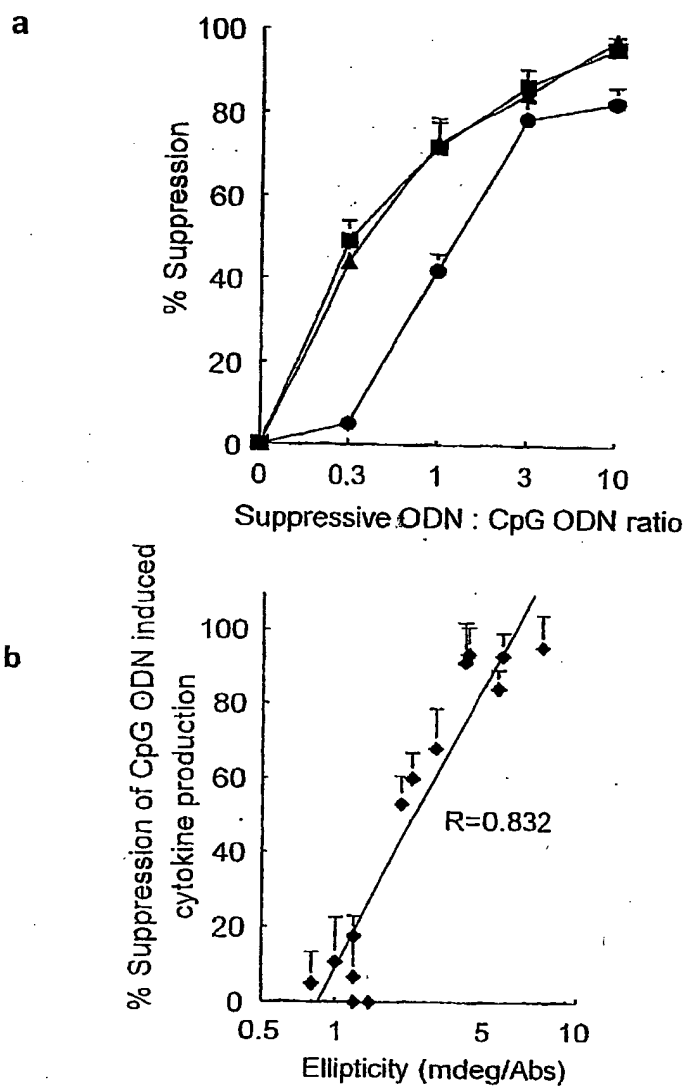 a
% Suppression
100
80
60
40
20
0
0 0.3 1 3 10
Suppressive ODN : CpG ODN ratio
b
% Suppression of CpG ODN induced
cytokine production
100
80
60
40
20
0
R=0.832
0.5 1 5 10
Ellipticity (mdeg/Abs)